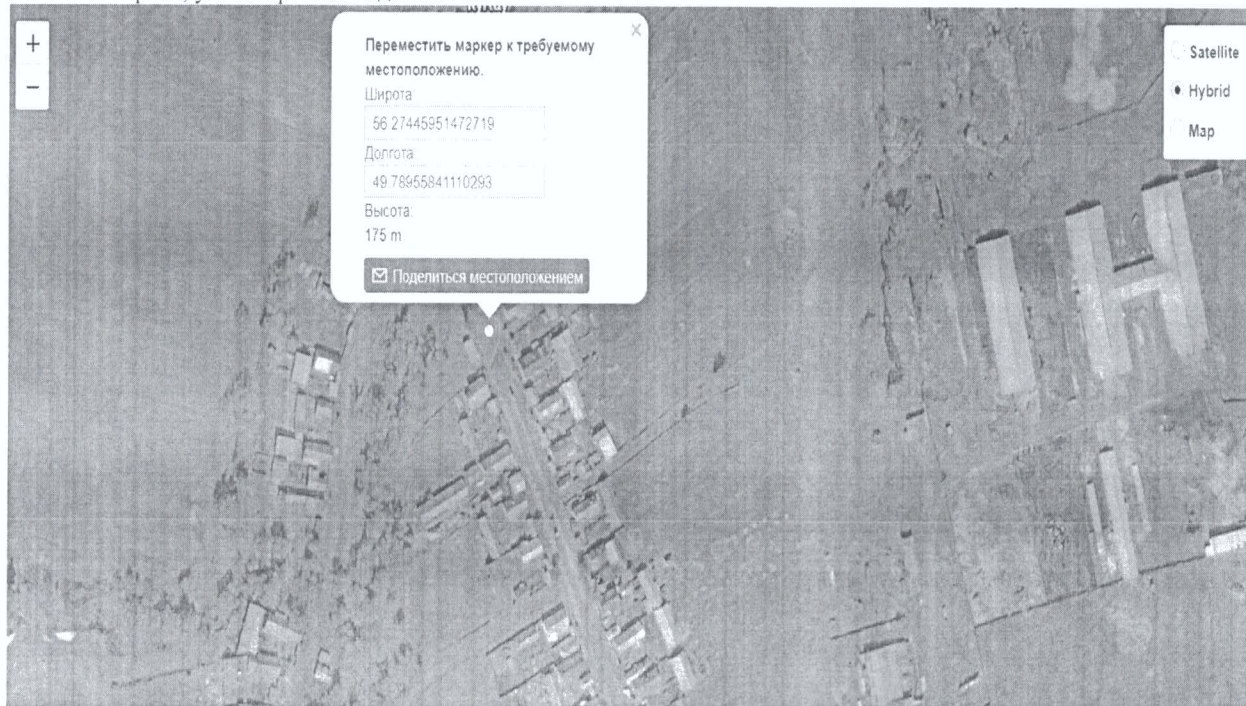 +
−
×
Переместить маркер к требуемому
местоположению.
Широта
56.27445951472719
Долгота
49.78955841110293
Высота:
175 m
Поделиться местоположением
Satellite
Hybrid
Map